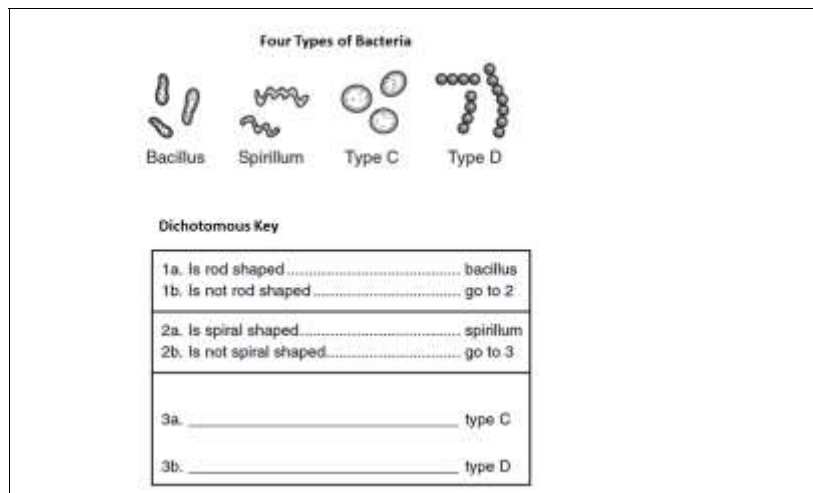 Four Types of Bacteria
Bacillus Spirillum Type C Type D
Dichotomous Key
1a. Is rod shaped........................................ bacillus
1b. Is not rod shaped.................................. go to 2
2a. Is spiral shaped..................................... spirillum
2b. Is not spiral shaped............................... go to 3
3a. ________________________________ type C
3b. ________________________________ type D